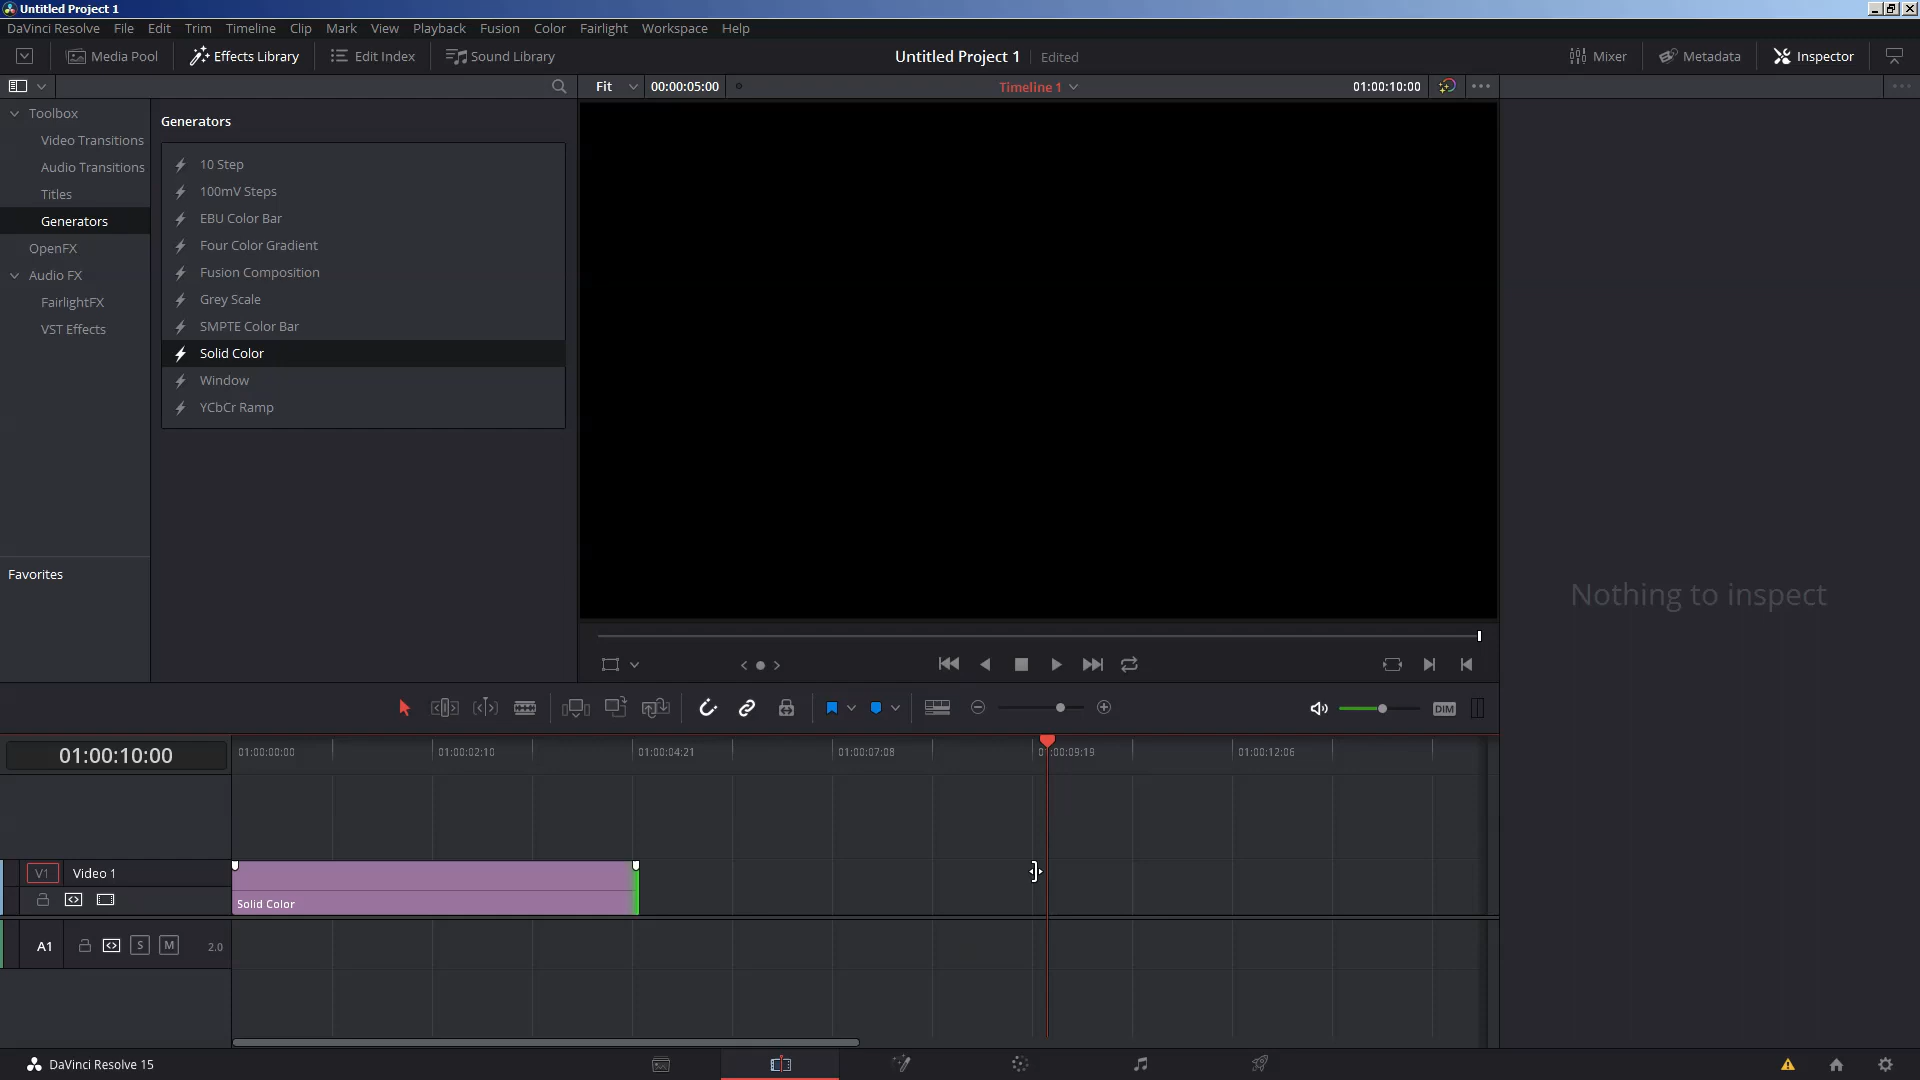 Untitled Project 1
DaVinci Resolve File Edit Trim Timeline Clip Mark View Playback Fusion Color Fairlight Workspace Help
Media Pool Effects Library Edit Index Sound Library Untitled Project 1 Edited Mixer Metadata Inspector
Fit 00:00:05:00 Timeline 1 01:00:10:00
Toolbox
Video Transitions
Audio Transitions
Titles
Generators
OpenFX
Audio FX
FairlightFX
VST Effects
Favorites
Generators
10 Step
100mV Steps
EBU Color Bar
Four Color Gradient
Fusion Composition
Grey Scale
SMPTE Color Bar
Solid Color
Window
YCbCr Ramp
Nothing to inspect
DIM
01:00:10:00 01:00:00:00 01:00:02:10 01:00:04:21 01:00:07:08 :00:09:19 01:00:12:06
V1 Video 1
Solid Color
A1 S M 2.0
DaVinci Resolve 15